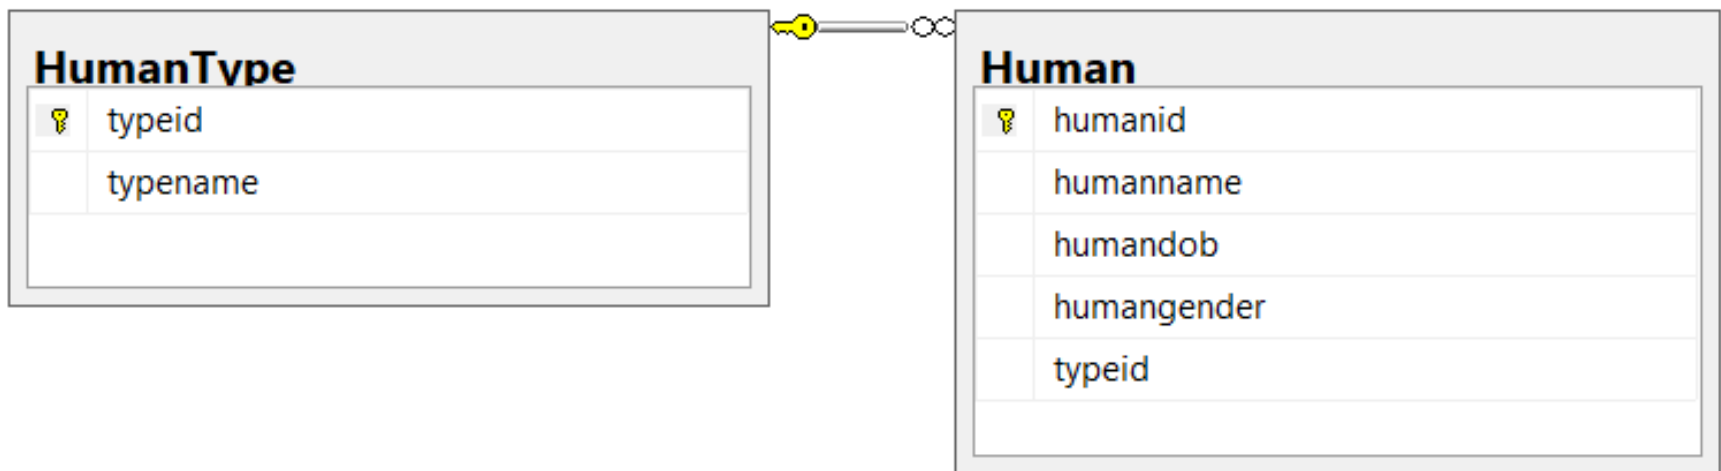 HumanType
typeid
typename
Human
humanid
humanname
humandob
humangender
typeid